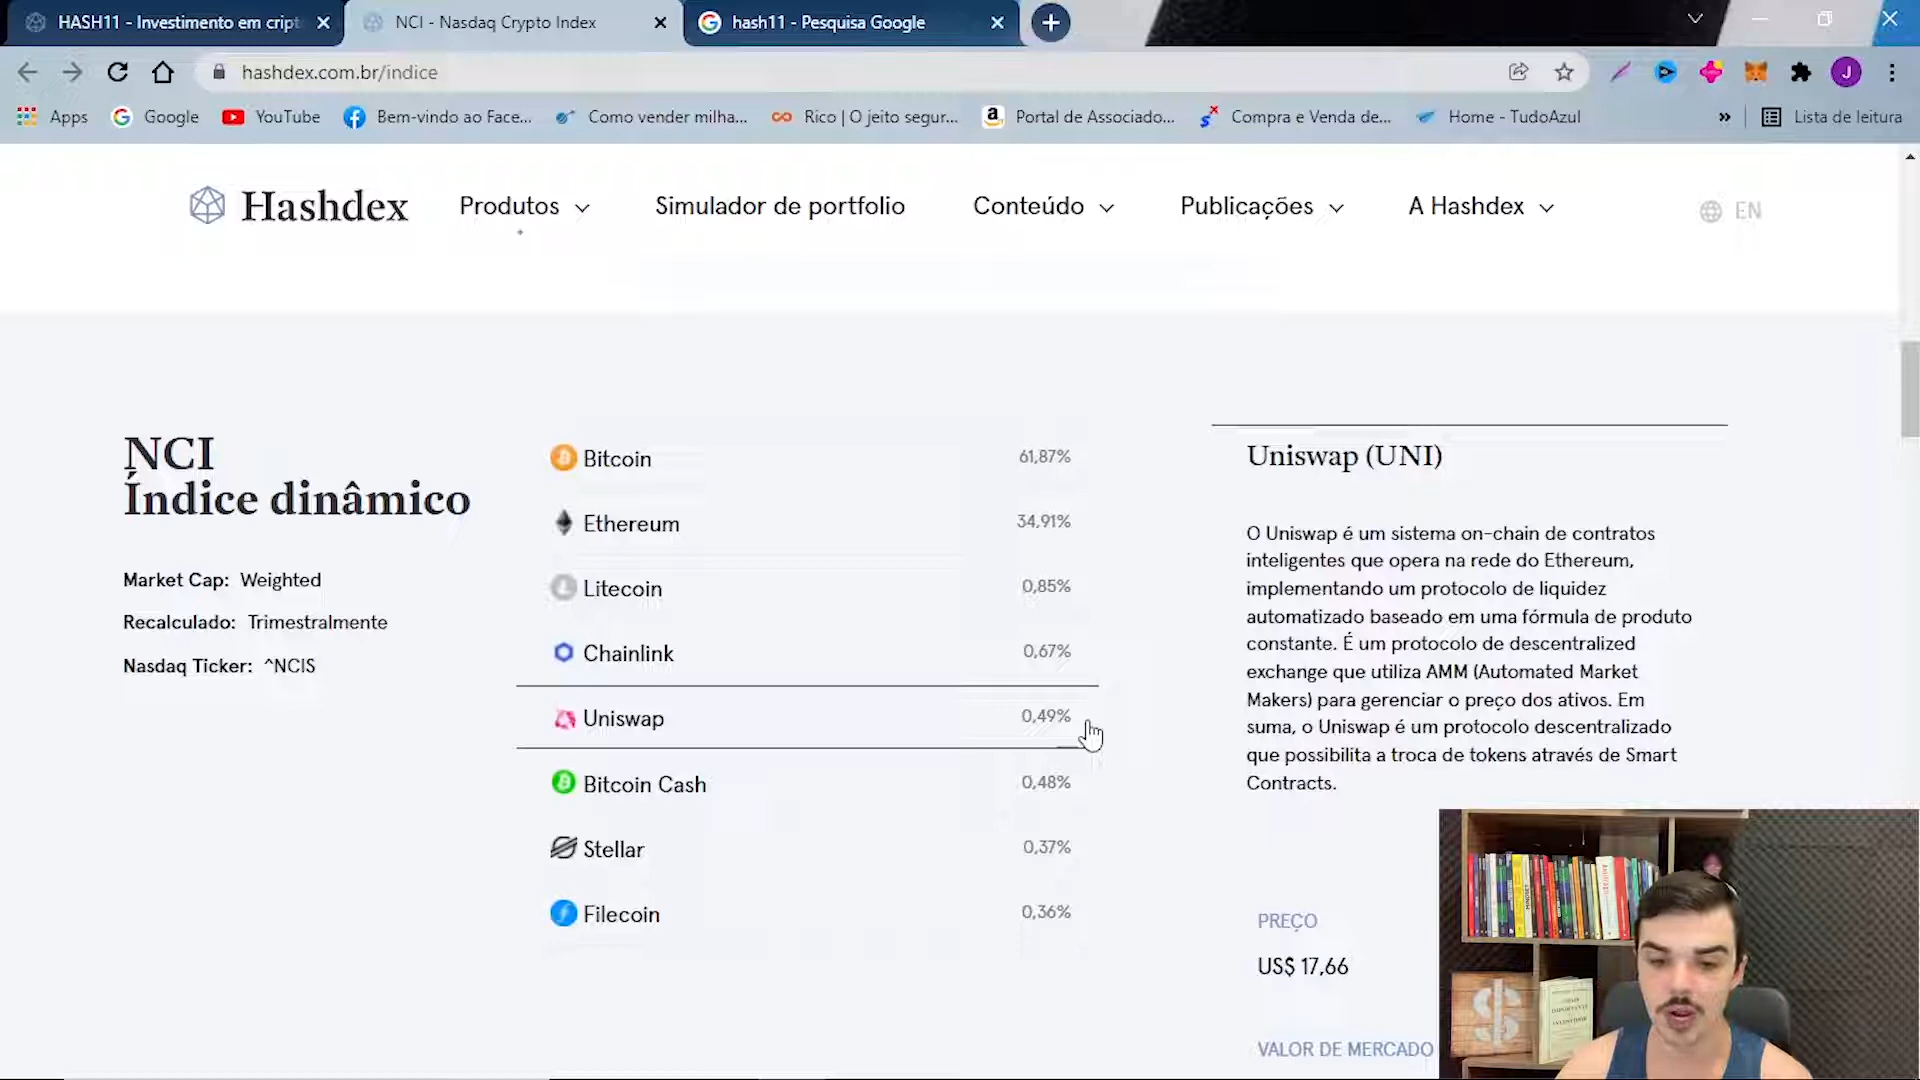 HASH11 - Investimento em cript
NCI - Nasdaq Crypto Index
hash11 - Pesquisa Google
hashdex.com.br/indice
J
Apps
Google
YouTube
Bem-vindo ao Face...
Como vender milha...
Rico | O jeito segur...
Portal de Associado...
Compra e Venda de...
Home - TudoAzul
»
Lista de leitura
Hashdex
Produtos
Simulador de portfolio
Conteúdo
Publicações
A Hashdex
EN
NCI
Índice dinâmico
Market Cap: Weighted
Recalculado: Trimestralmente
Nasdaq Ticker: ^NCIS
Bitcoin 61,87%
Ethereum 34,91%
Litecoin 0,85%
Chainlink 0,67%
Uniswap 0,49%
Bitcoin Cash 0,48%
Stellar 0,37%
Filecoin 0,36%
Uniswap (UNI)
O Uniswap é um sistema on-chain de contratos
inteligentes que opera na rede do Ethereum,
implementando um protocolo de liquidez
automatizado baseado em uma fórmula de produto
constante. É um protocolo de descentralized
exchange que utiliza AMM (Automated Market
Makers) para gerenciar o preço dos ativos. Em
suma, o Uniswap é um protocolo descentralizado
que possibilita a troca de tokens através de Smart
Contracts.
PREÇO
US$ 17,66
VALOR DE MERCADO
$